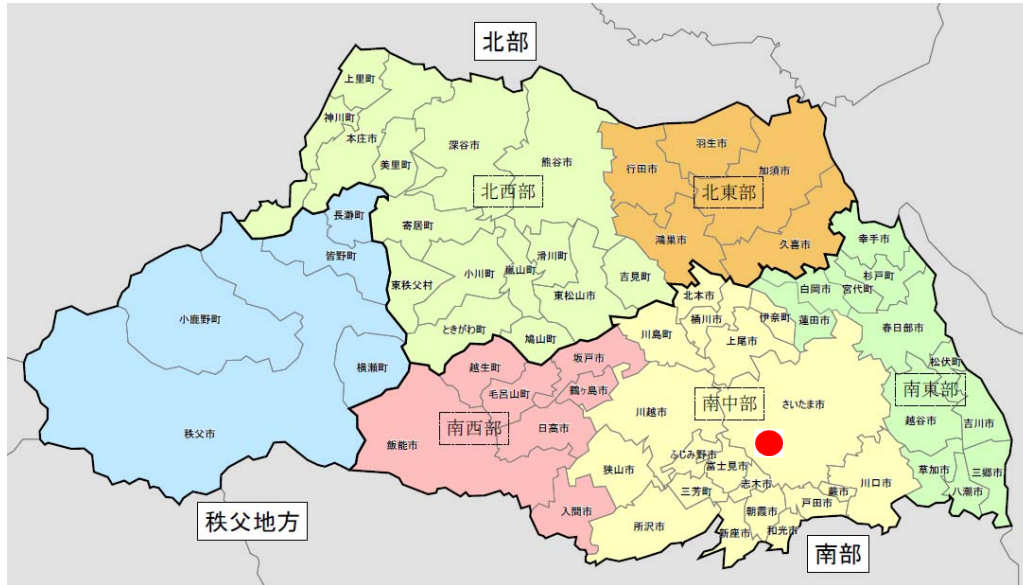 北部
上里町
神川町
本庄市
美里町
深谷市
熊谷市
北西部
長瀞町
寄居町
皆野町
小川町
嵐山町
滑川町
東秩父村
東松山市
吉見町
ときがわ町
鳩山町
行田市
羽生市
加須市
北東部
鴻巣市
久喜市
小鹿野町
横瀬町
秩父市
秩父地方
越生町
坂戸市
毛呂山町
鶴ヶ島市
南西部
日高市
飯能市
入間市
北本市
桶川市
伊奈町
川島町
上尾市
川越市
南中部
さいたま市
ふじみ野市
狭山市
富士見市
三芳町
志木市
所沢市
朝霞市
新座市
和光市
戸田市
蕨市
川口市
幸手市
杉戸町
白岡市
宮代町
蓮田市
春日部市
松伏町
南東部
越谷市
吉川市
草加市
三郷市
八潮市
南部